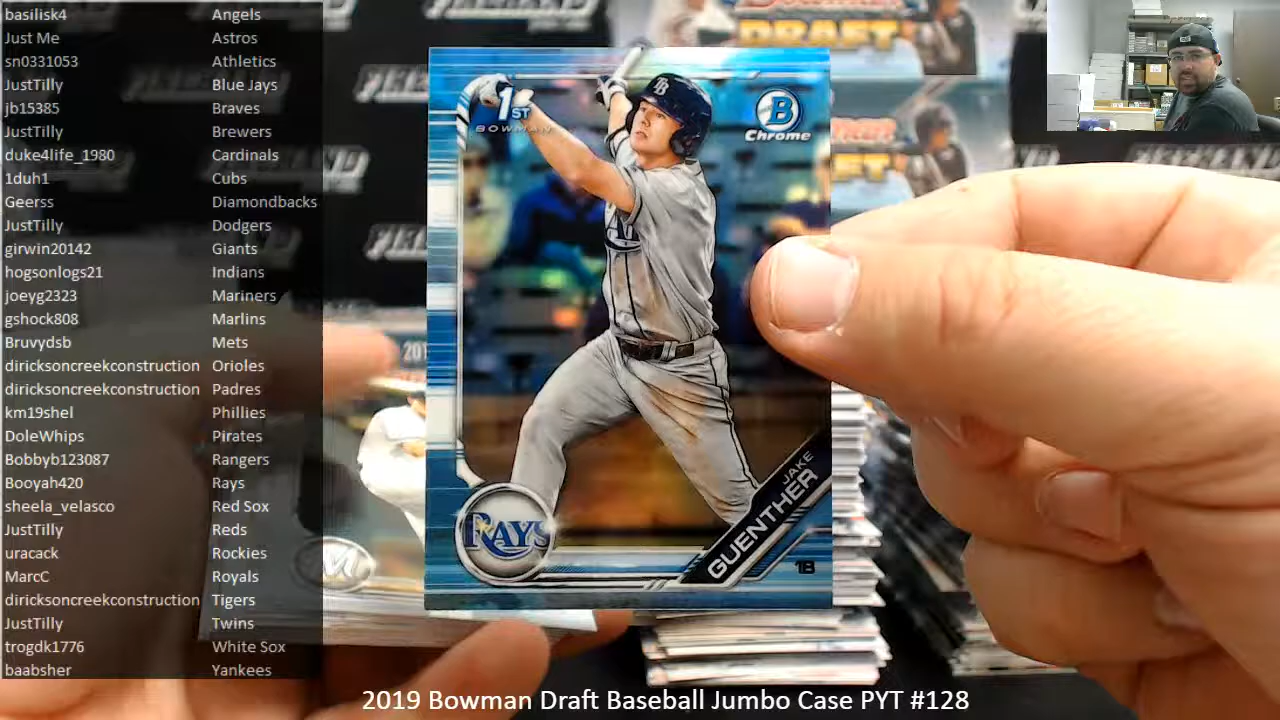 basilisk4 Angels
Just Me Astros
sn0331053 Athletics
JustTilly Blue Jays
jb15385 Braves
JustTilly Brewers
duke4life_1980 Cardinals
1duh1 Cubs
Geerss Diamondbacks
JustTilly Dodgers
girwin20142 Giants
hogsonlogs21 Indians
joeyg2323 Mariners
gshock808 Marlins
Bruvydsb Mets
diricksoncreekconstruction Orioles
diricksoncreekconstruction Padres
km19shel Phillies
DoleWhips Pirates
Bobbyb123087 Rangers
Booyah420 Rays
sheela_velasco Red Sox
JustTilly Reds
uracack Rockies
MarcC Royals
diricksoncreekconstruction Tigers
JustTilly Twins
trogdk1776 White Sox
baabsher Yankees
1ST
BOWMAN
B
Chrome
TB
RAYS
JAKE
GUENTHER
1B
DRAFT
2019 Bowman Draft Baseball Jumbo Case PYT #128